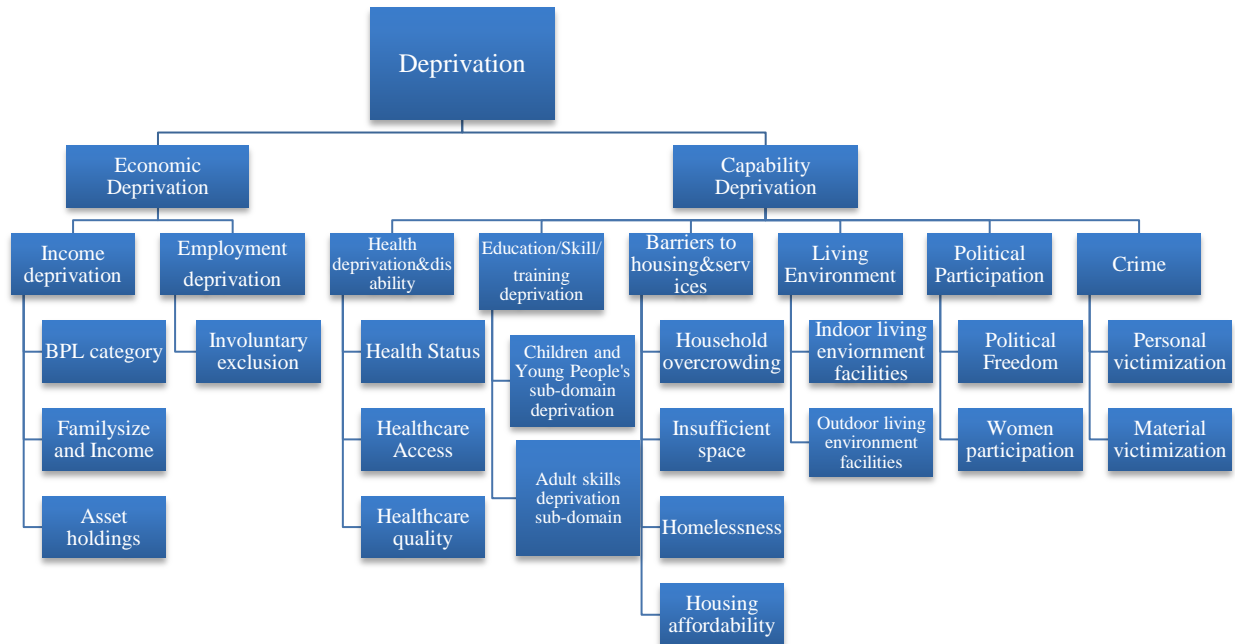 Deprivation
Economic
Deprivation
Capability
Deprivation
Income
deprivation
Employment
deprivation
Health
deprivation&dis
ability
Education/Skill/
training
deprivation
Barriers to
housing&serv
ices
Living
Environment
Political
Participation
Crime
BPL category
Familysize
and Income
Asset
holdings
Involuntary
exclusion
Health Status
Healthcare
Access
Healthcare
quality
Children and
Young People's
sub-domain
deprivation
Adult skills
deprivation
sub-domain
Household
overcrowding
Insufficient
space
Homelessness
Housing
affordability
Indoor living
enviornment
facilities
Outdoor living
environment
facilities
Political
Freedom
Women
participation
Personal
victimization
Material
victimization